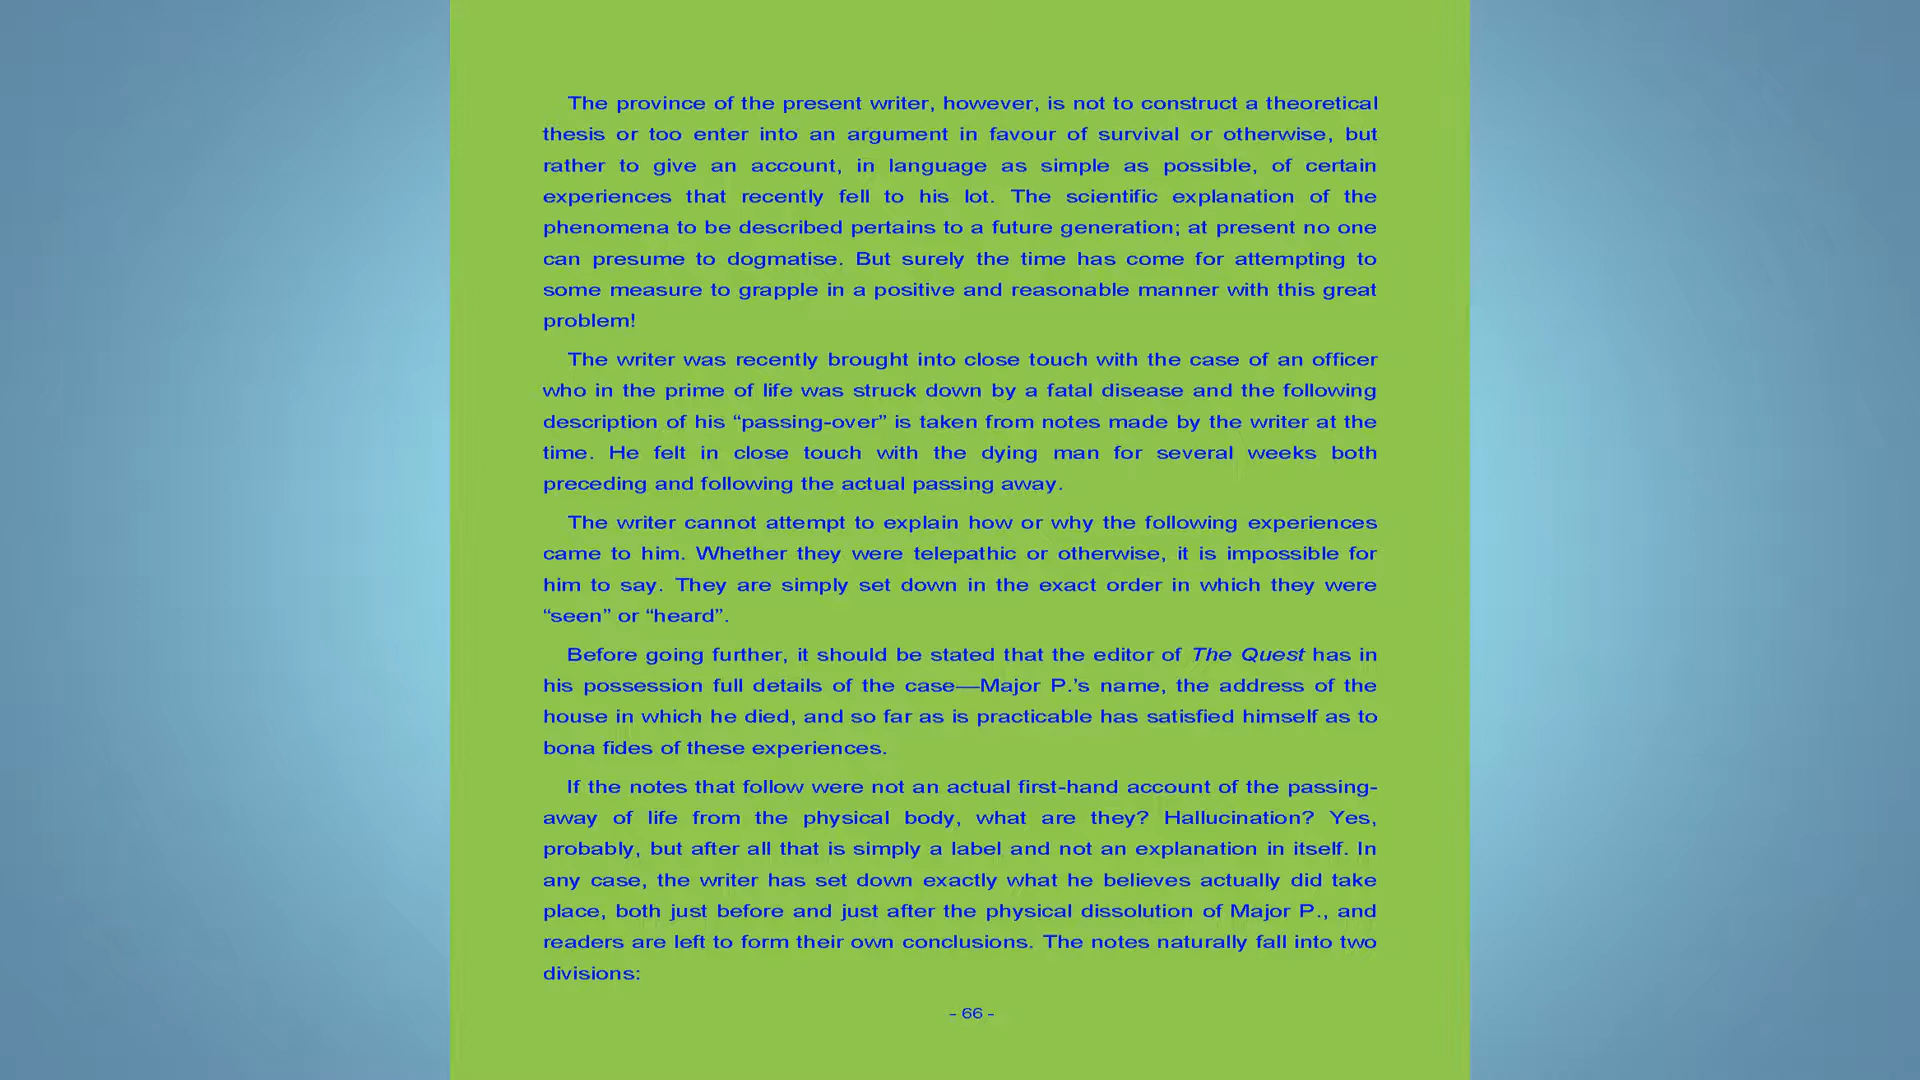 The province of the present writer, however, is not to construct a theoretical
thesis or too enter into an argument in favour of survival or otherwise, but
rather to give an account, in language as simple as possible, of certain
experiences that recently fell to his lot. The scientific explanation of the
phenomena to be described pertains to a future generation; at present no one
can presume to dogmatise. But surely the time has come for attempting to
some measure to grapple in a positive and reasonable manner with this great
problem!
The writer was recently brought into close touch with the case of an officer
who in the prime of life was struck down by a fatal disease and the following
description of his “passing-over” is taken from notes made by the writer at the
time. He felt in close touch with the dying man for several weeks both
preceding and following the actual passing away.
The writer cannot attempt to explain how or why the following experiences
came to him. Whether they were telepathic or otherwise, it is impossible for
him to say. They are simply set down in the exact order in which they were
“seen” or “heard”.
Before going further, it should be stated that the editor of The Quest has in
his possession full details of the case—Major P.’s name, the address of the
house in which he died, and so far as is practicable has satisfied himself as to
bona fides of these experiences.
If the notes that follow were not an actual first-hand account of the passing-
away of life from the physical body, what are they? Hallucination? Yes,
probably, but after all that is simply a label and not an explanation in itself. In
any case, the writer has set down exactly what he believes actually did take
place, both just before and just after the physical dissolution of Major P., and
readers are left to form their own conclusions. The notes naturally fall into two
divisions:
- 66 -